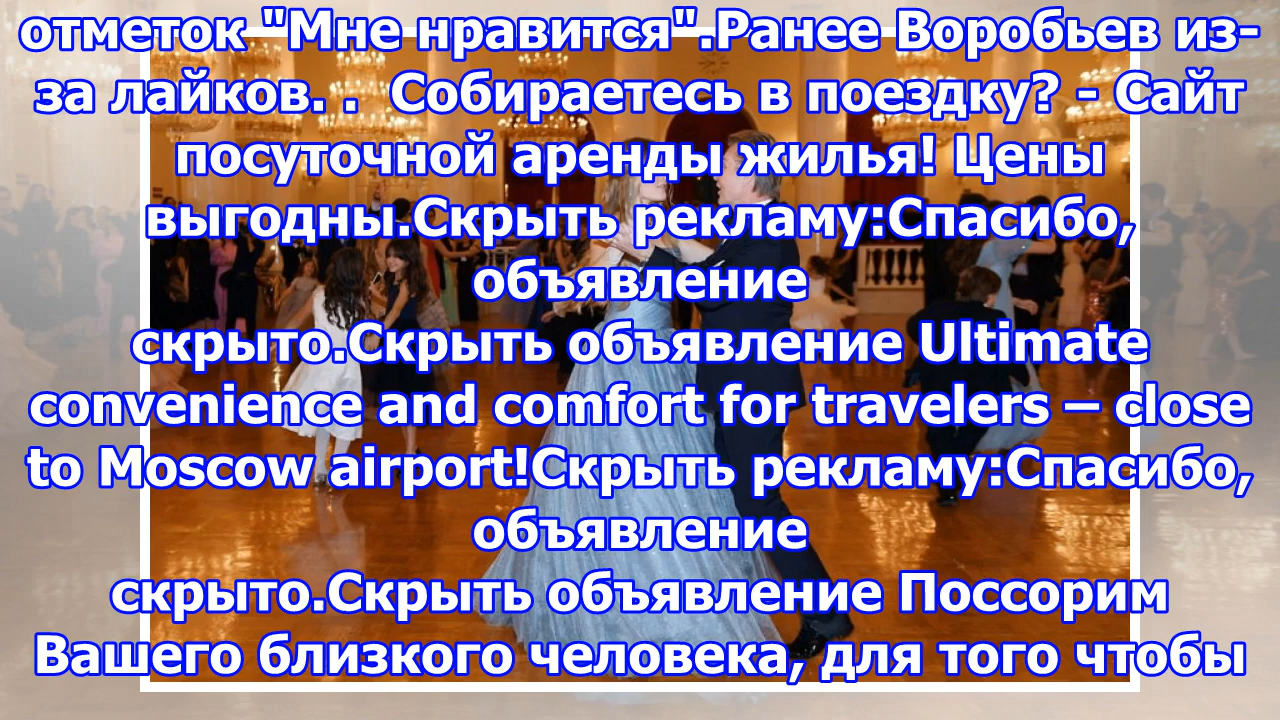 отметок "Мне нравится".Ранее Воробьев из-
за лайков. .  Собираетесь в поездку? - Сайт
посуточной аренды жилья! Цены
выгодны.Скрыть рекламу:Спасибо,
объявление
скрыто.Скрыть объявление Ultimate
convenience and comfort for travelers – close
to Moscow airport!Скрыть рекламу:Спасибо,
объявление
скрыто.Скрыть объявление Поссорим
Вашего близкого человека, для того чтобы